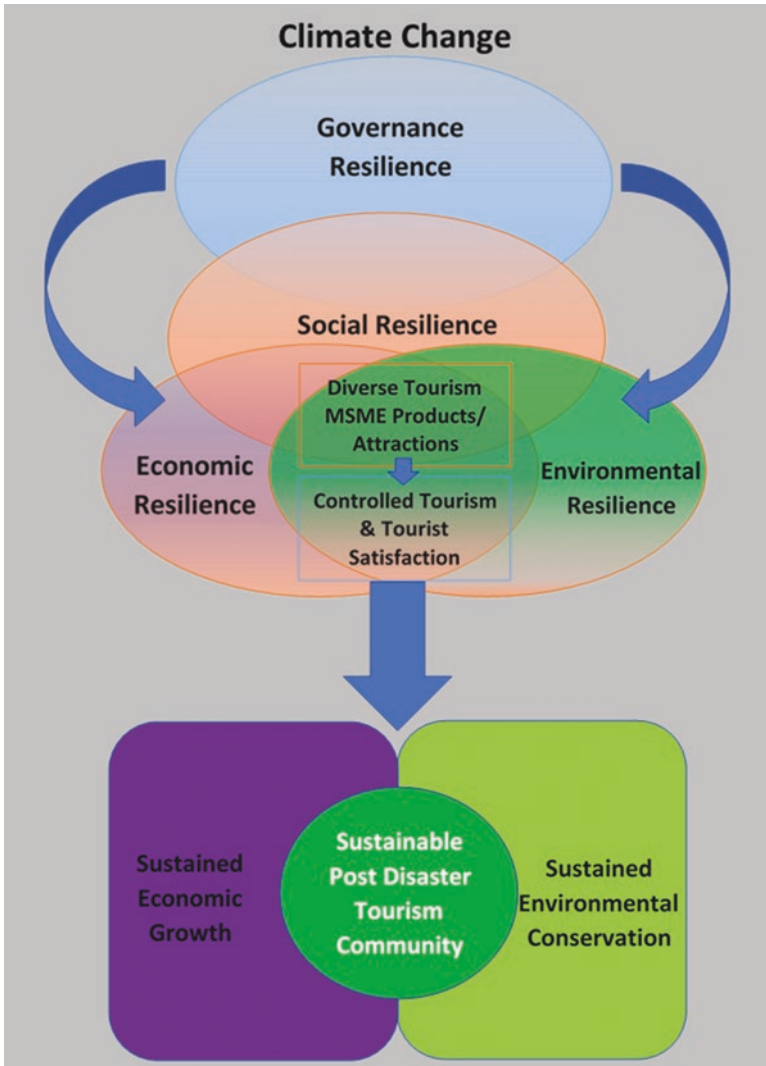 Climate Change
Governance
Resilience
Social Resilience
Diverse Tourism
MSME Products/
Attractions
Economic
Resilience
Environmental
Resilience
Controlled Tourism
& Tourist
Satisfaction
Sustained
Economic
Growth
Sustainable
Post Disaster
Tourism
Community
Sustained
Environmental
Conservation